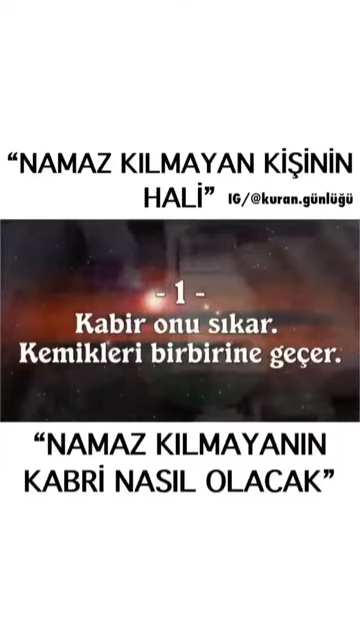 “NAMAZ KILMAYAN KİŞİNİN
HALİ” IG/@kuran.günlüğü
- 1 -
Kabir onu sıkar.
Kemikleri birbirine geçer.
“NAMAZ KILMAYANIN
KABRİ NASIL OLACAK”